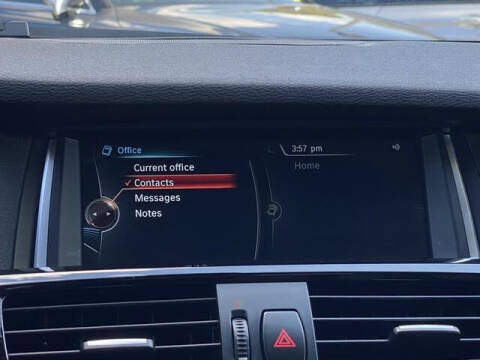 Office
3:57 pm
Current office
Home
✓ Contacts
Messages
Notes